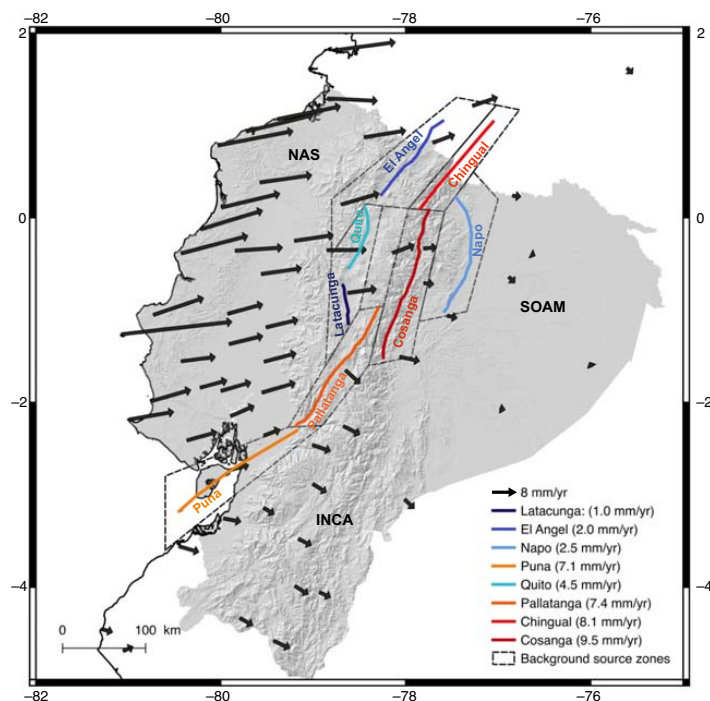 −82 −80 −78 −76
2 2
NAS
El Angel
Chingual
0 0
Quito
Napo
Latacunga
SOAM
Cosanga
−2 −2
Pallatanga
Puna
INCA
8 mm/yr
Latacunga: (1.0 mm/yr)
El Angel (2.0 mm/yr)
Napo (2.5 mm/yr)
Puna (7.1 mm/yr)
Quito (4.5 mm/yr)
−4 −4
Pallatanga (7.4 mm/yr)
Chingual (8.1 mm/yr)
0 100 km
Cosanga (9.5 mm/yr)
Background source zones
−82 −80 −78 −76